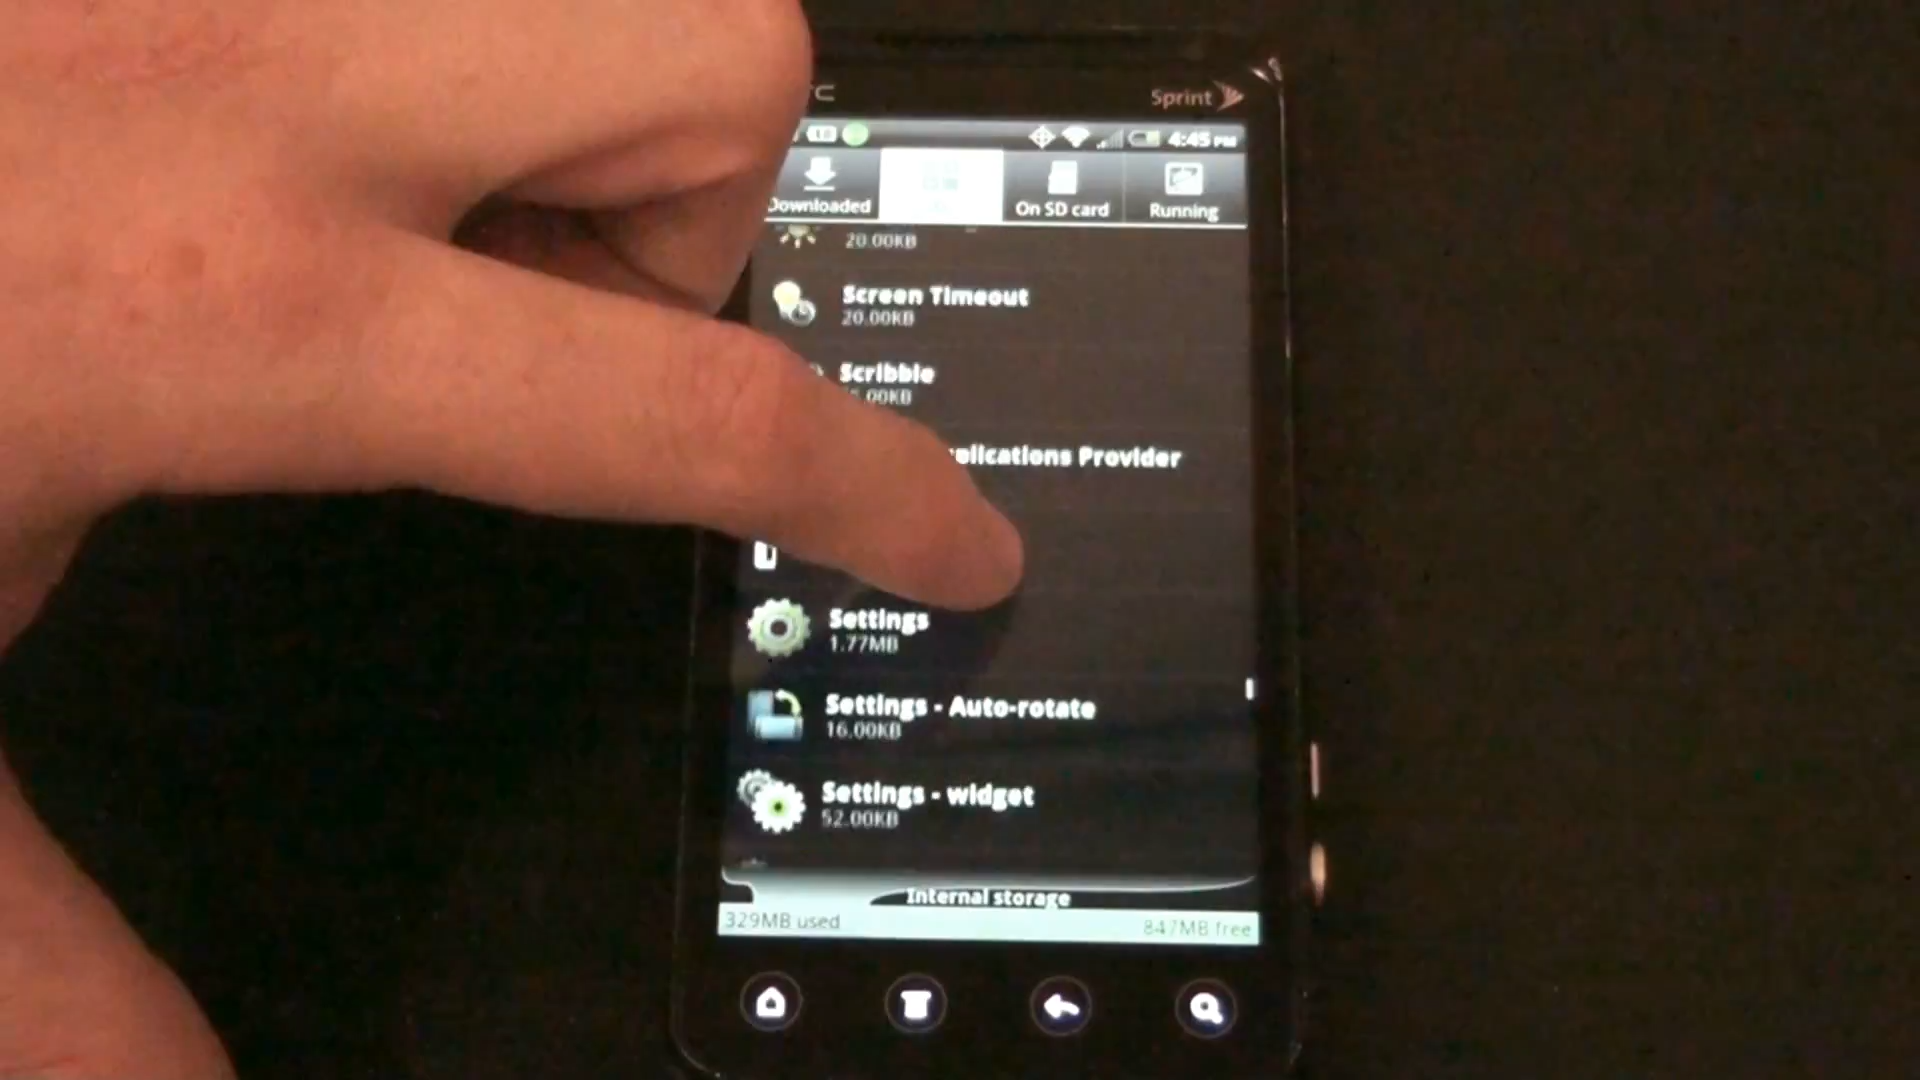 Sprint
4:45 PM
Downloaded
On SD card
Running
20.00KB
Screen Timeout
20.00KB
Scribble
Provider
Settings
1.77MB
Settings - Auto-rotate
16.00KB
Settings - widget
52.00KB
Internal storage
329MB used
847MB free